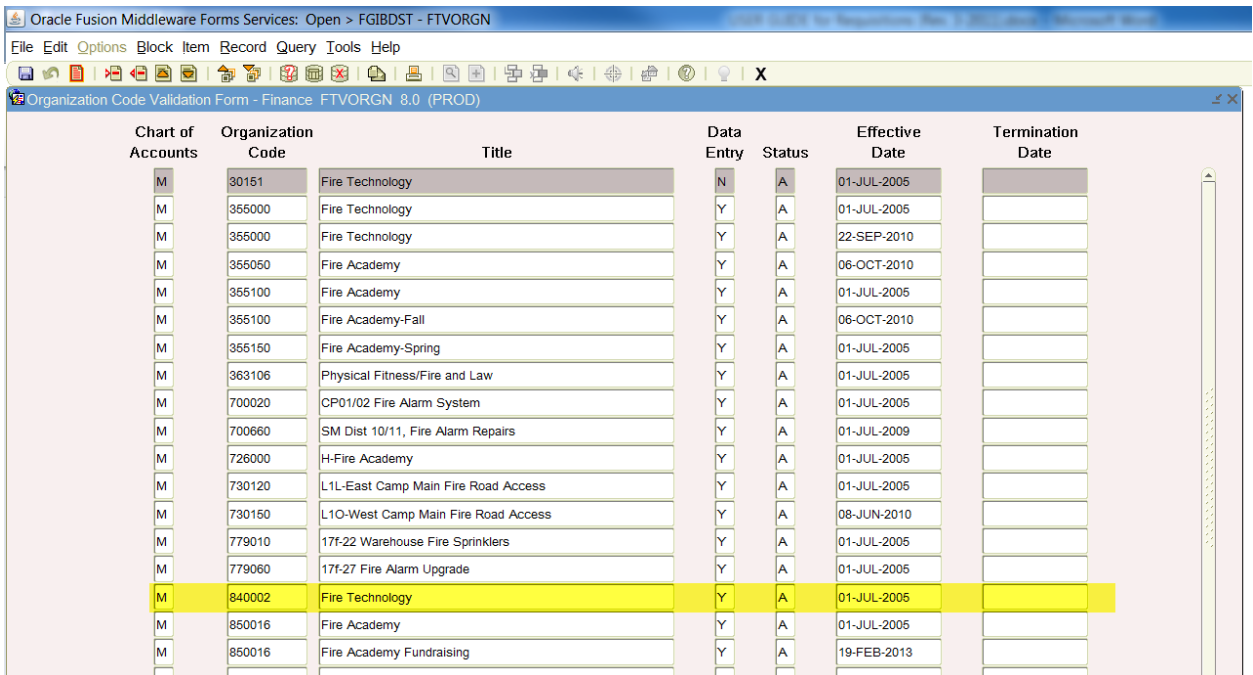 Oracle Fusion Middleware Forms Services: Open > FGIBDST - FTVORGN
File Edit Options Block Item Record Query Tools Help
X
Organization Code Validation Form - Finance FTVORGN 8.0 (PROD)
Chart of Accounts Organization Code Title Data Entry Status Effective Date Termination Date
M 30151 Fire Technology N A 01-JUL-2005
M 355000 Fire Technology Y A 01-JUL-2005
M 355000 Fire Technology Y A 22-SEP-2010
M 355050 Fire Academy Y A 06-OCT-2010
M 355100 Fire Academy Y A 01-JUL-2005
M 355100 Fire Academy-Fall Y A 06-OCT-2010
M 355150 Fire Academy-Spring Y A 01-JUL-2005
M 363106 Physical Fitness/Fire and Law Y A 01-JUL-2005
M 700020 CP01/02 Fire Alarm System Y A 01-JUL-2005
M 700660 SM Dist 10/11, Fire Alarm Repairs Y A 01-JUL-2009
M 726000 H-Fire Academy Y A 01-JUL-2005
M 730120 L1L-East Camp Main Fire Road Access Y A 01-JUL-2005
M 730150 L1O-West Camp Main Fire Road Access Y A 08-JUN-2010
M 779010 17f-22 Warehouse Fire Sprinklers Y A 01-JUL-2005
M 779060 17f-27 Fire Alarm Upgrade Y A 01-JUL-2005
M 840002 Fire Technology Y A 01-JUL-2005
M 850016 Fire Academy Y A 01-JUL-2005
M 850016 Fire Academy Fundraising Y A 19-FEB-2013